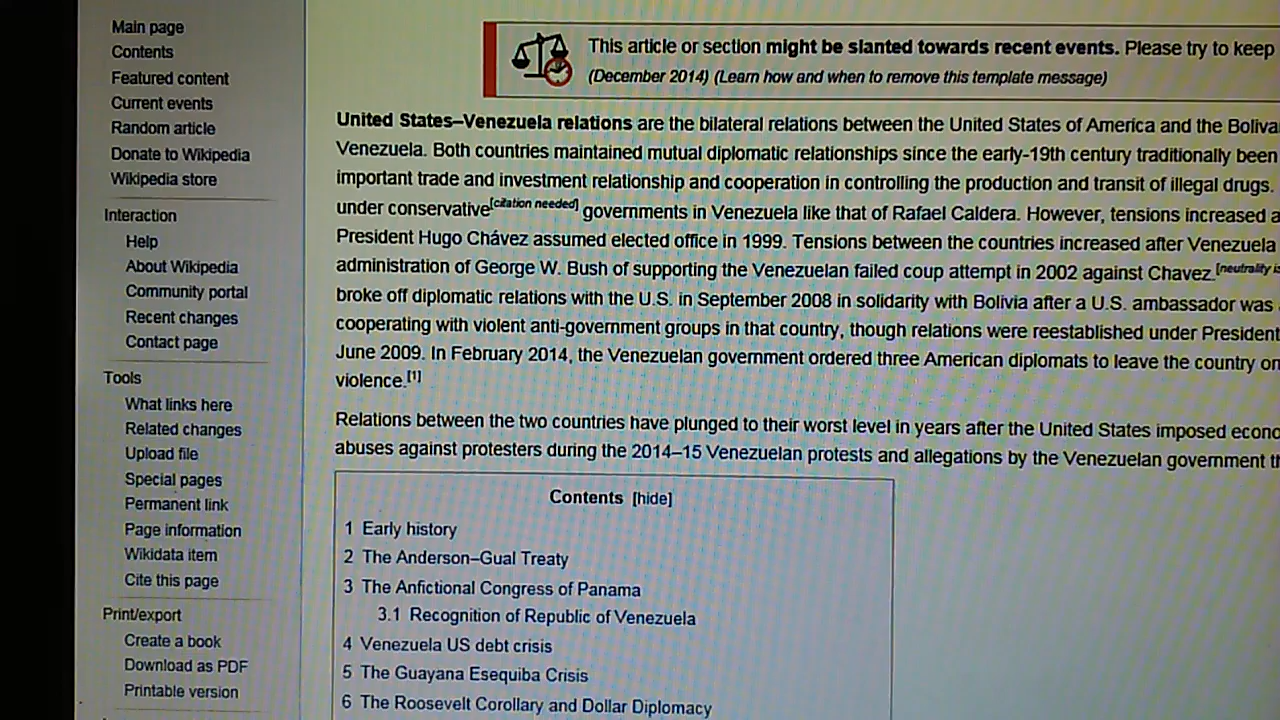 Main page
Contents
Featured content
Current events
Random article
Donate to Wikipedia
Wikipedia store
Interaction
Help
About Wikipedia
Community portal
Recent changes
Contact page
Tools
What links here
Related changes
Upload file
Special pages
Permanent link
Page information
Wikidata item
Cite this page
Print/export
Create a book
Download as PDF
Printable version
This article or section might be slanted towards recent events. Please try to keep
(December 2014) (Learn how and when to remove this template message)
United States–Venezuela relations are the bilateral relations between the United States of America and the Boliva
Venezuela. Both countries maintained mutual diplomatic relationships since the early-19th century traditionally been
important trade and investment relationship and cooperation in controlling the production and transit of illegal drugs.
under conservative[citation needed] governments in Venezuela like that of Rafael Caldera. However, tensions increased a
President Hugo Chávez assumed elected office in 1999. Tensions between the countries increased after Venezuela
administration of George W. Bush of supporting the Venezuelan failed coup attempt in 2002 against Chavez.[neutrality is
broke off diplomatic relations with the U.S. in September 2008 in solidarity with Bolivia after a U.S. ambassador was
cooperating with violent anti-government groups in that country, though relations were reestablished under President
June 2009. In February 2014, the Venezuelan government ordered three American diplomats to leave the country on
violence.[1]
Relations between the two countries have plunged to their worst level in years after the United States imposed econo
abuses against protesters during the 2014–15 Venezuelan protests and allegations by the Venezuelan government th
Contents [hide]
1 Early history
2 The Anderson–Gual Treaty
3 The Anfictional Congress of Panama
3.1 Recognition of Republic of Venezuela
4 Venezuela US debt crisis
5 The Guayana Esequiba Crisis
6 The Roosevelt Corollary and Dollar Diplomacy